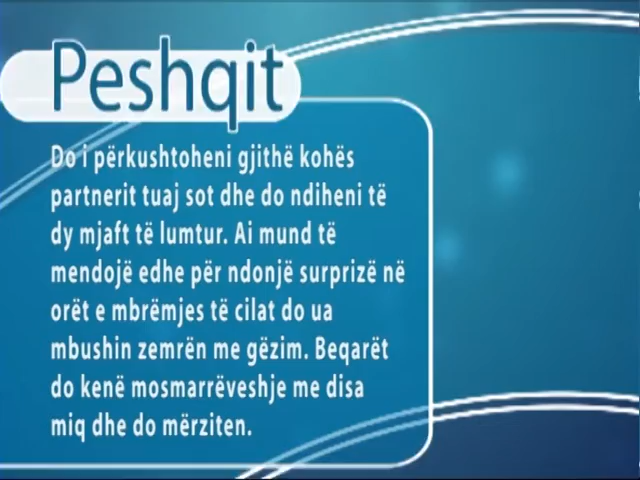 Peshqit
Do i përkushtoheni gjithë kohës
partnerit tuaj sot dhe do ndiheni të
dy mjaft të lumtur. Ai mund të
mendojë edhe për ndonjë surprizë në
orët e mbrëmjes të cilat do ua
mbushin zemrën me gëzim. Beqarët
do kenë mosmarrëveshje me disa
miq dhe do mërziten.